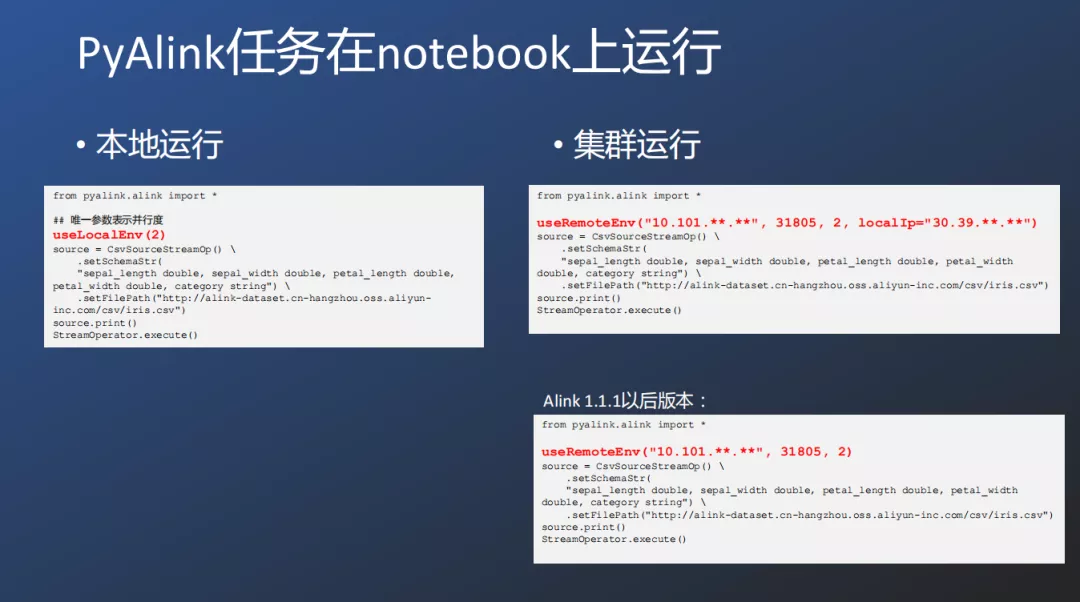 PyAlink任务在notebook上运行
• 本地运行
from pyalink.alink import *
## 唯一参数表示并行度
useLocalEnv(2)
source = CsvSourceStreamOp() \
    .setSchemaStr(
    "sepal_length double, sepal_width double, petal_length double,
petal_width double, category string") \
    .setFilePath("http://alink-dataset.cn-hangzhou.oss.aliyun-
inc.com/csv/iris.csv")
source.print()
StreamOperator.execute()
• 集群运行
from pyalink.alink import *
useRemoteEnv("10.101.**.**", 31805, 2, localIp="30.39.**.**")
source = CsvSourceStreamOp() \
    .setSchemaStr(
    "sepal_length double, sepal_width double, petal_length double, petal_width
double, category string") \
    .setFilePath("http://alink-dataset.cn-hangzhou.oss.aliyun-inc.com/csv/iris.csv")
source.print()
StreamOperator.execute()
Alink 1.1.1以后版本：
from pyalink.alink import *
useRemoteEnv("10.101.**.**", 31805, 2)
source = CsvSourceStreamOp() \
    .setSchemaStr(
    "sepal_length double, sepal_width double, petal_length double, petal_width
double, category string") \
    .setFilePath("http://alink-dataset.cn-hangzhou.oss.aliyun-inc.com/csv/iris.csv")
source.print()
StreamOperator.execute()